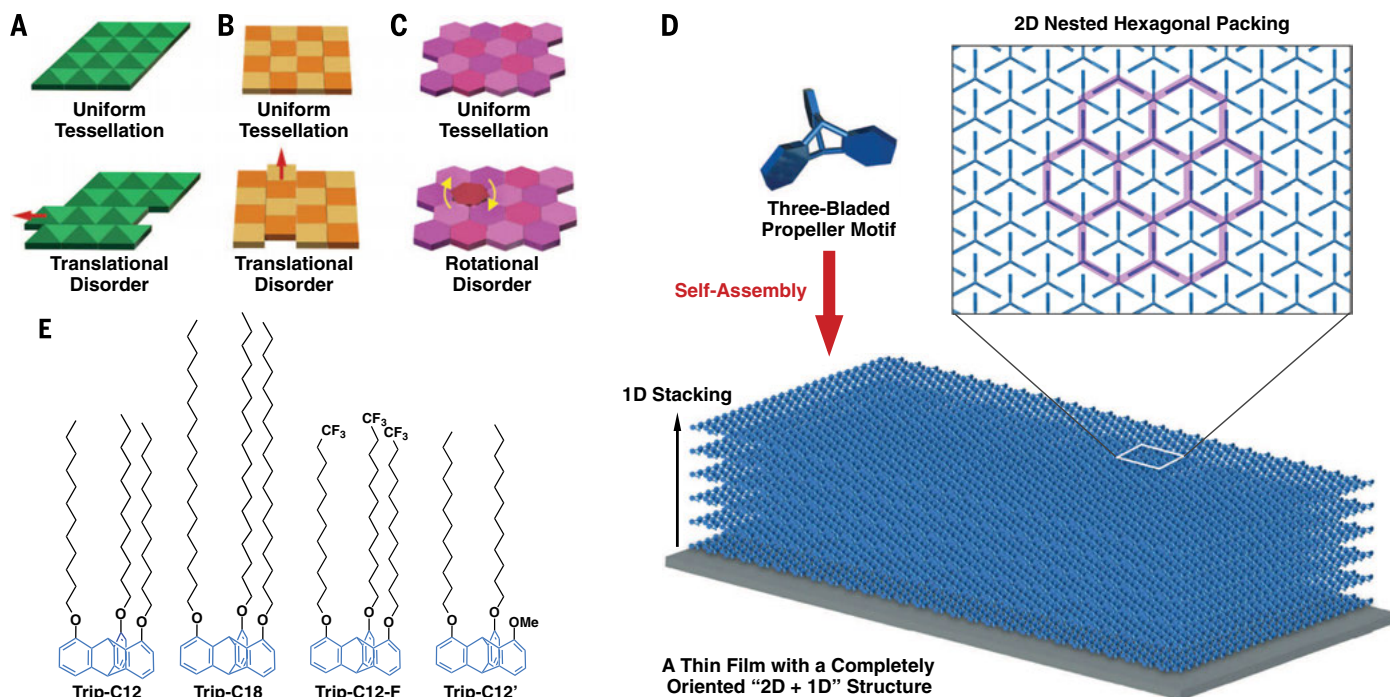 A
Uniform
Tessellation
Translational
Disorder
B
Uniform
Tessellation
Translational
Disorder
C
Uniform
Tessellation
Rotational
Disorder
D
2D Nested Hexagonal Packing
Three-Bladed
Propeller Motif
Self-Assembly
1D Stacking
A Thin Film with a Completely
Oriented “2D + 1D” Structure
E
O
O
O
Trip-C12
O
O
O
Trip-C18
CF3
CF3
CF3
O
O
O
Trip-C12-F
O
O
OMe
Trip-C12’